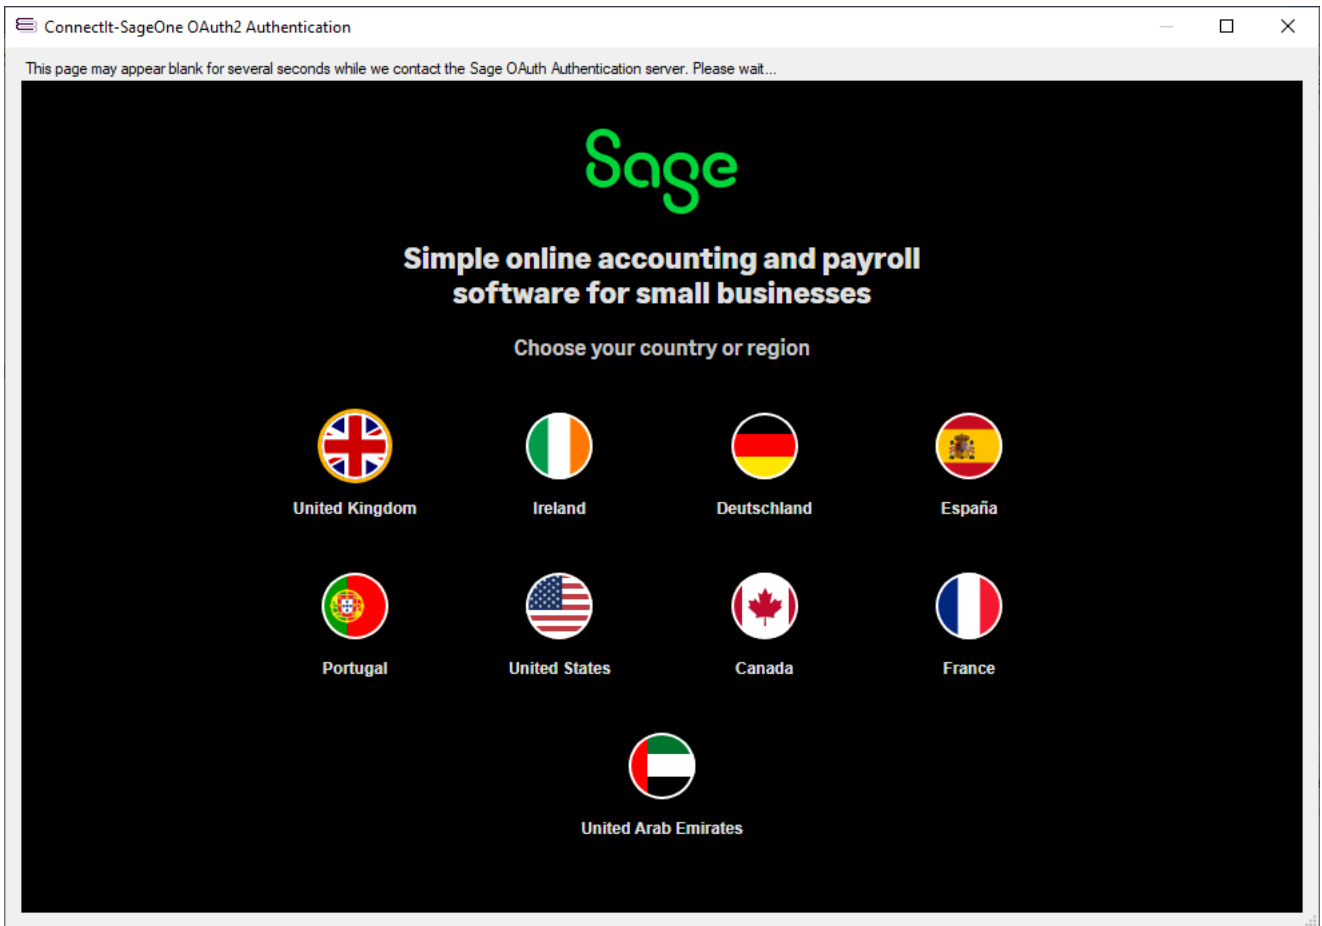 ConnectIt-SageOne OAuth2 Authentication
This page may appear blank for several seconds while we contact the Sage OAuth Authentication server. Please wait...
Sage
Simple online accounting and payroll
software for small businesses
Choose your country or region
United Kingdom
Ireland
Deutschland
España
Portugal
United States
Canada
France
United Arab Emirates